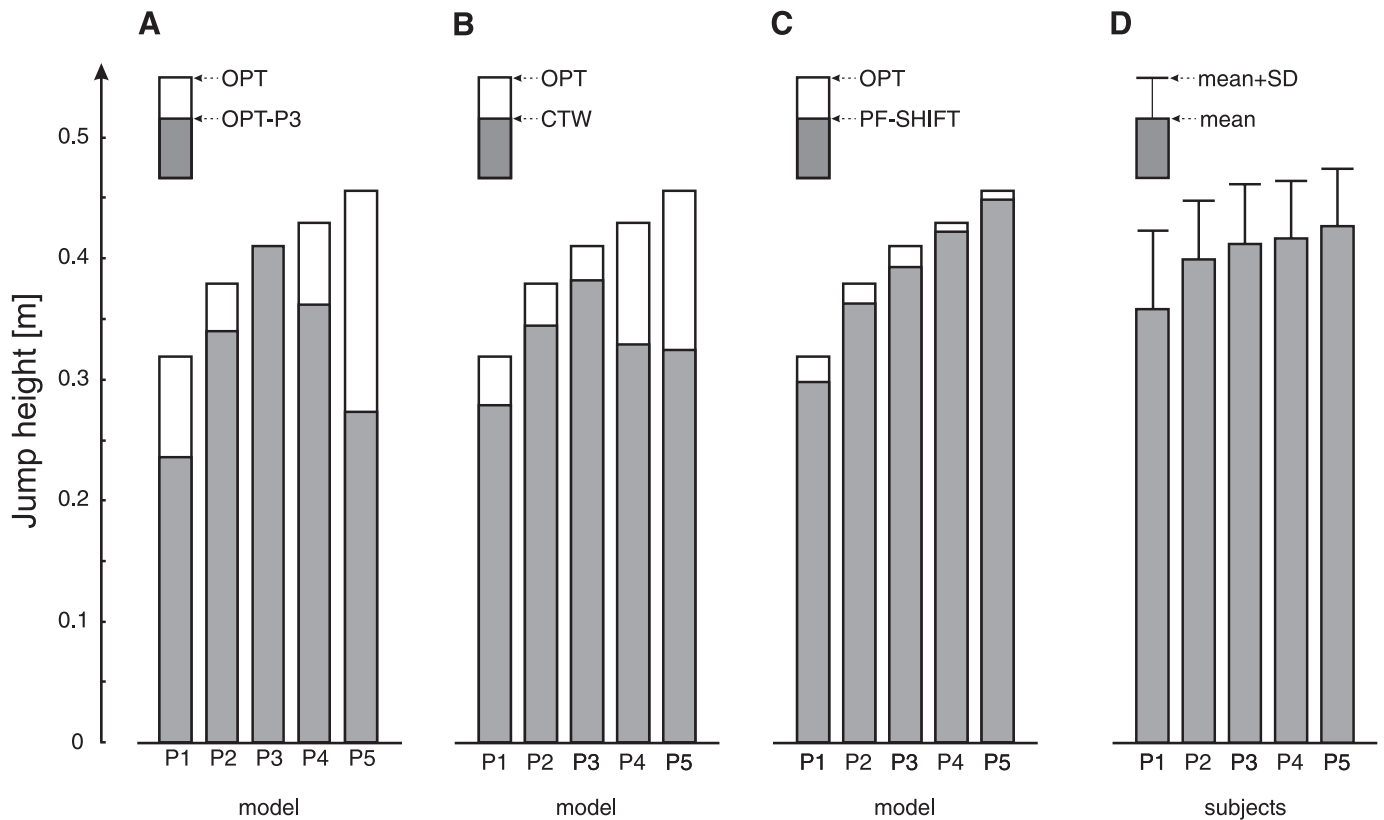 A
B
C
D
OPT
OPT-P3
OPT
CTW
OPT
PF-SHIFT
mean+SD
mean
Jump height [m]
0.5
0.4
0.3
0.2
0.1
0
P1 P2 P3 P4 P5
P1 P2 P3 P4 P5
P1 P2 P3 P4 P5
P1 P2 P3 P4 P5
model
model
model
subjects